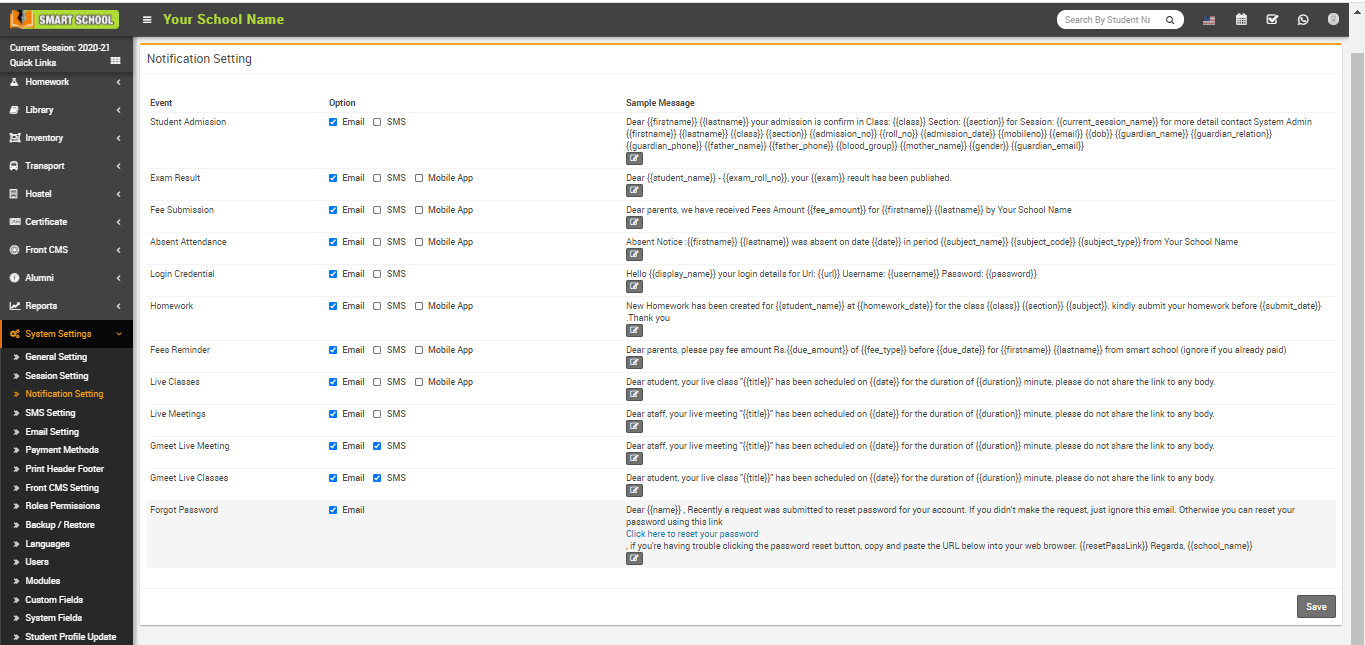 SMART SCHOOL
Your School Name
Search By Student Na
Current Session: 2020-21
Quick Links
Homework
Library
Inventory
Transport
Hostel
Certificate
Front CMS
Alumni
Reports
System Settings
General Setting
Session Setting
Notification Setting
SMS Setting
Email Setting
Payment Methods
Print Header Footer
Front CMS Setting
Roles Permissions
Backup / Restore
Languages
Users
Modules
Custom Fields
System Fields
Student Profile Update
Notification Setting
Event Option Sample Message
Student Admission Email SMS Dear {{firstname}} {{lastname}} your admission is confirm in Class: {{class}} Section: {{section}} for Session: {{current_session_name}} for more detail contact System Admin
{{firstname}} {{lastname}} {{class}} {{section}} {{admission_no}} {{roll_no}} {{admission_date}} {{mobileno}} {{email}} {{dob}} {{guardian_name}} {{guardian_relation}}
{{guardian_phone}} {{father_name}} {{father_phone}} {{blood_group}} {{mother_name}} {{gender}} {{guardian_email}}
Exam Result Email SMS Mobile App Dear {{student_name}} - {{exam_roll_no}}, your {{exam}} result has been published.
Fee Submission Email SMS Mobile App Dear parents, we have received Fees Amount {{fee_amount}} for {{firstname}} {{lastname}} by Your School Name
Absent Attendance Email SMS Mobile App Absent Notice :{{firstname}} {{lastname}} was absent on date {{date}} in period {{subject_name}} {{subject_code}} {{subject_type}} from Your School Name
Login Credential Email SMS Hello {{display_name}} your login details for Url: {{url}} Username: {{username}} Password: {{password}}
Homework Email SMS Mobile App New Homework has been created for {{student_name}} at {{homework_date}} for the class {{class}} {{section}} {{subject}}. kindly submit your homework before {{submit_date}}
.Thank you
Fees Reminder Email SMS Mobile App Dear parents, please pay fee amount Rs.{{due_amount}} of {{fee_type}} before {{due_date}} for {{firstname}} {{lastname}} from smart school (ignore if you already paid)
Live Classes Email SMS Mobile App Dear student, your live class "{{title}}" has been scheduled on {{date}} for the duration of {{duration}} minute, please do not share the link to any body.
Live Meetings Email SMS Dear staff, your live meeting "{{title}}" has been scheduled on {{date}} for the duration of {{duration}} minute, please do not share the link to any body.
Gmeet Live Meeting Email SMS Dear staff, your live meeting "{{title}}" has been scheduled on {{date}} for the duration of {{duration}} minute, please do not share the link to any body.
Gmeet Live Classes Email SMS Dear student, your live class "{{title}}" has been scheduled on {{date}} for the duration of {{duration}} minute, please do not share the link to any body.
Forgot Password Email Dear {{name}} , Recently a request was submitted to reset password for your account. If you didn't make the request, just ignore this email. Otherwise you can reset your
password using this link
Click here to reset your password
, if you're having trouble clicking the password reset button, copy and paste the URL below into your web browser. {{resetPassLink}} Regards, {{school_name}}
Save